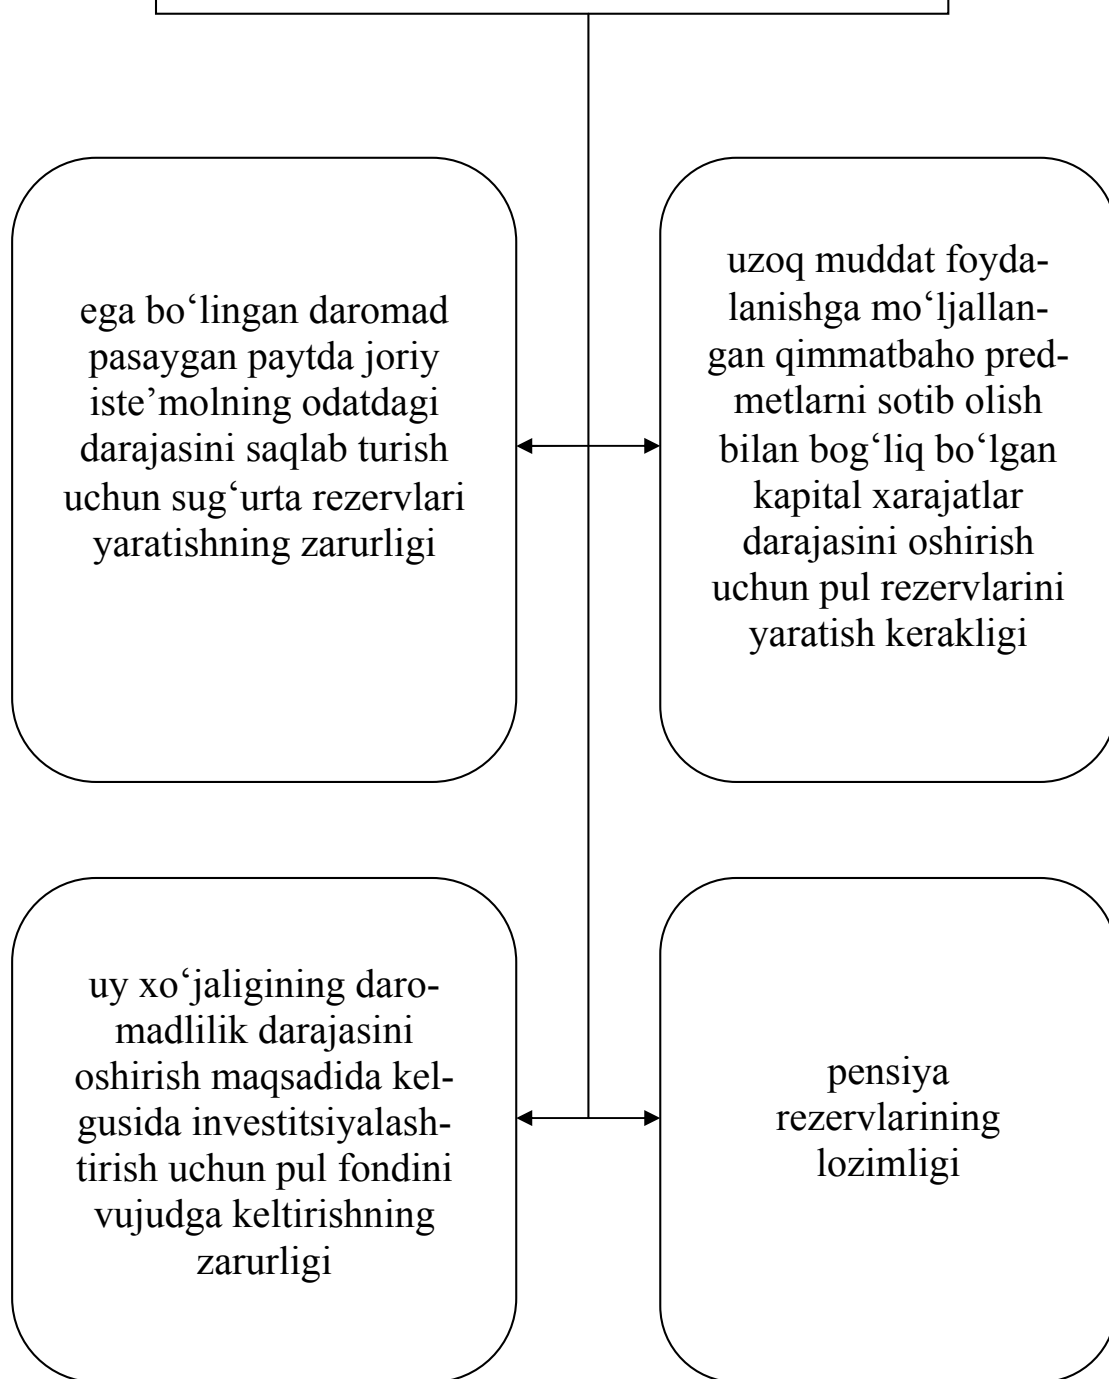 ega bo‘lingan daromad
pasaygan paytda joriy
iste’molning odatdagi
darajasini saqlab turish
uchun sug‘urta rezervlari
yaratishning zarurligi
uzoq muddat foyda-
lanishga mo‘ljallan-
gan qimmatbaho pred-
metlarni sotib olish
bilan bog‘liq bo‘lgan
kapital xarajatlar
darajasini oshirish
uchun pul rezervlarini
yaratish kerakligi
uy xo‘jaligining daro-
madlilik darajasini
oshirish maqsadida kel-
gusida investitsiyalash-
tirish uchun pul fondini
vujudga keltirishning
zarurligi
pensiya
rezervlarining
lozimligi